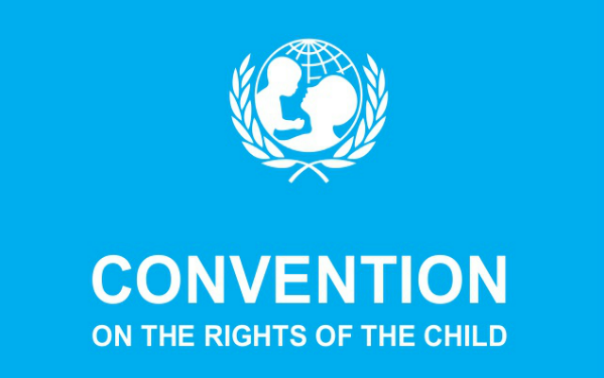 CONVENTION
ON THE RIGHTS OF THE CHILD